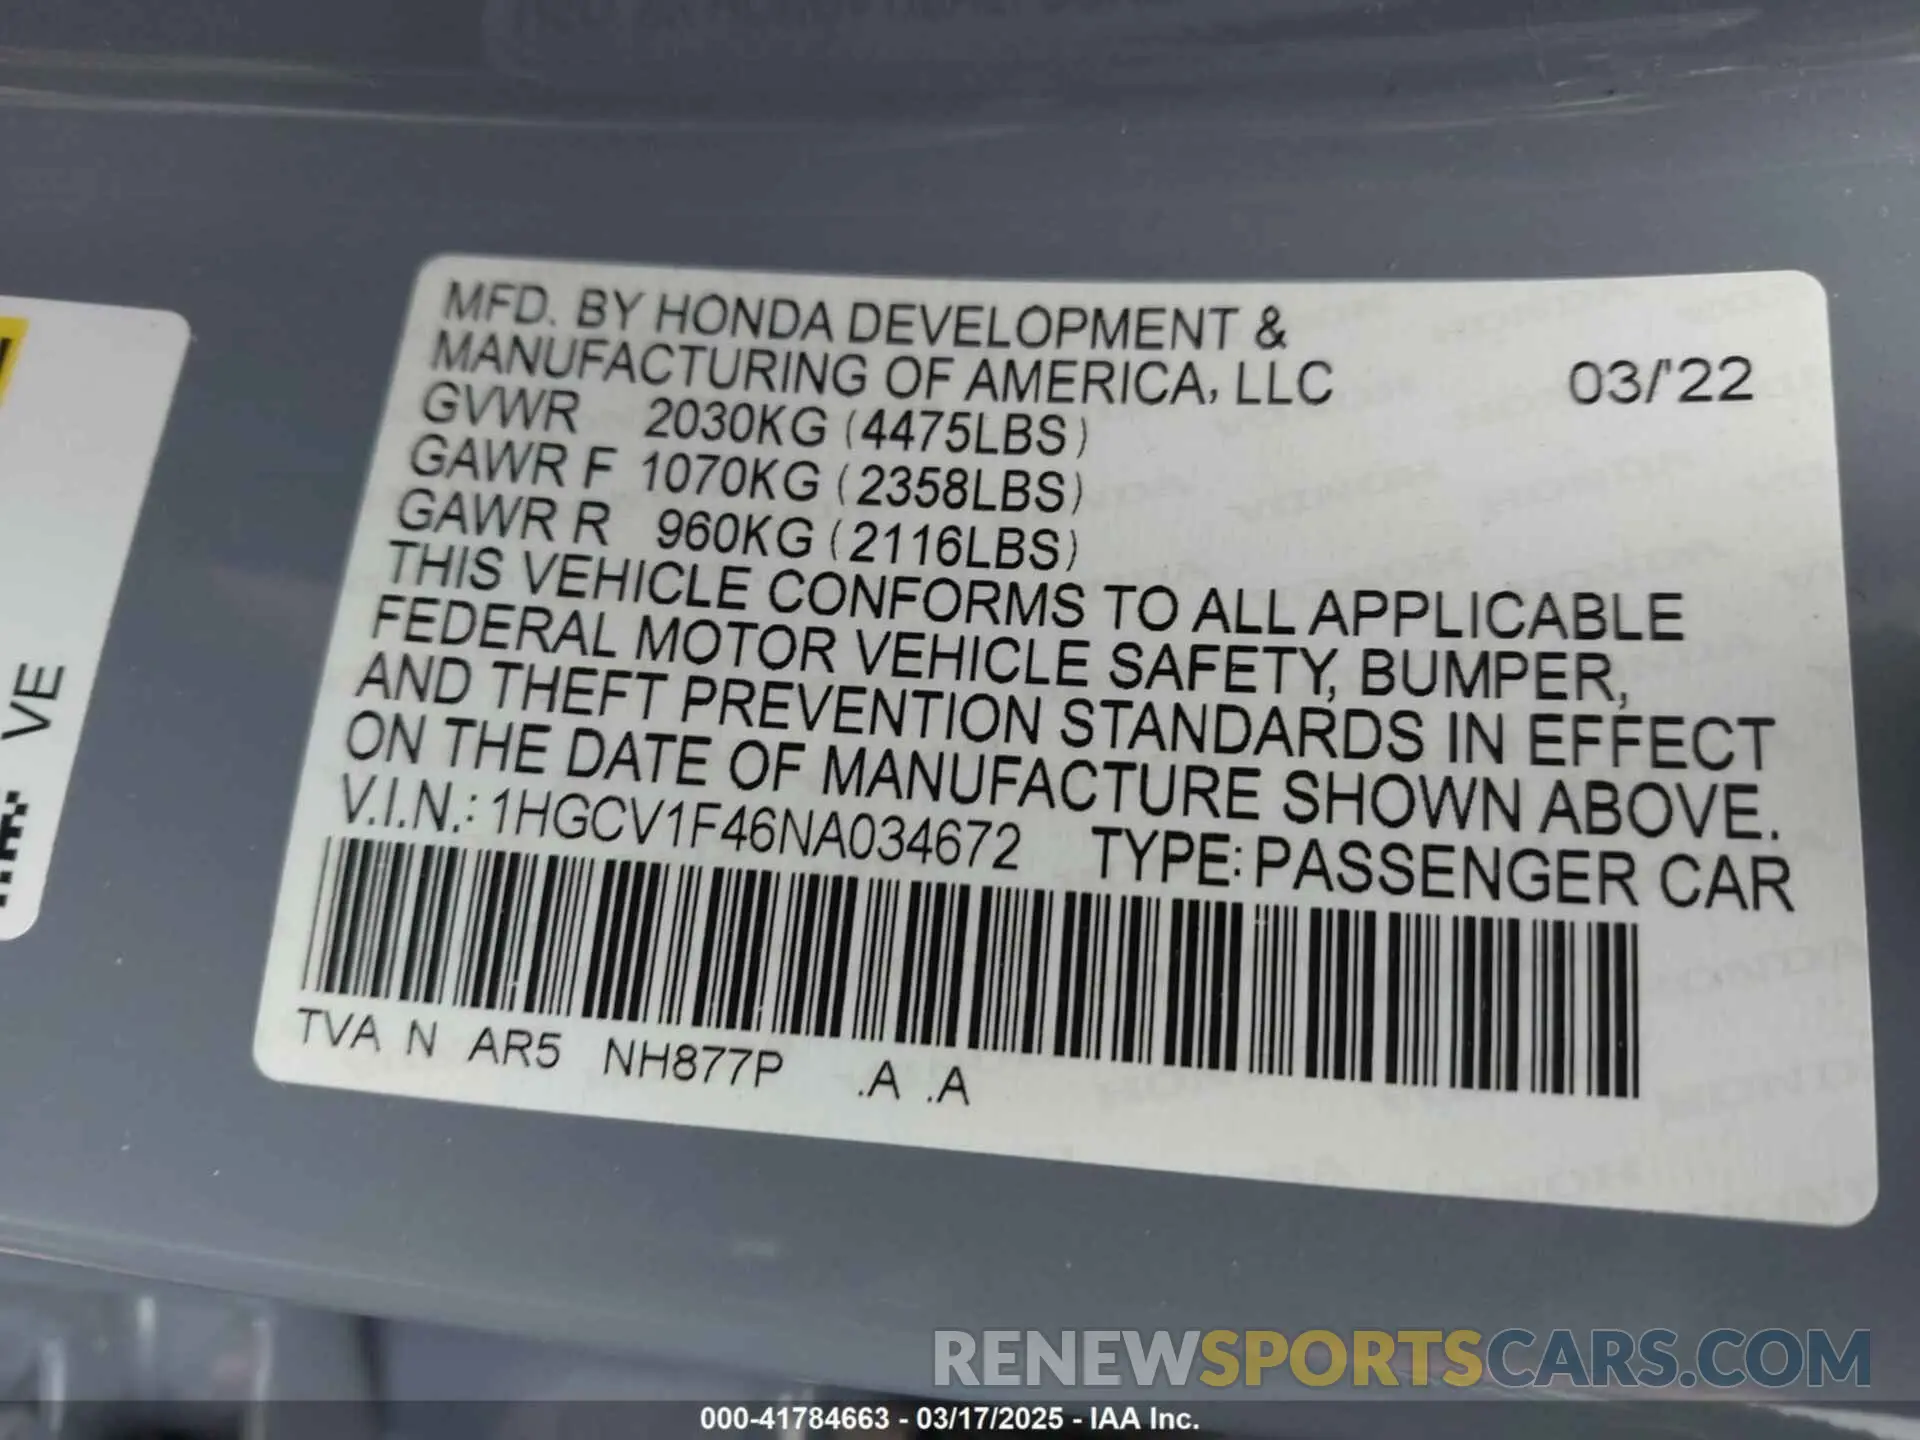 MFD. BY HONDA DEVELOPMENT &
MANUFACTURING OF AMERICA, LLC 03/'22
GVWR 2030KG (4475LBS)
GAWR F 1070KG (2358LBS)
GAWR R 960KG (2116LBS)
THIS VEHICLE CONFORMS TO ALL APPLICABLE
FEDERAL MOTOR VEHICLE SAFETY, BUMPER,
AND THEFT PREVENTION STANDARDS IN EFFECT
ON THE DATE OF MANUFACTURE SHOWN ABOVE.
V.I.N.: 1HGCV1F46NA034672 TYPE: PASSENGER CAR
TVA N AR5 NH877P .A .A
VE
RENEWSPORTSCARS.COM
000-41784663 - 03/17/2025 - IAA Inc.